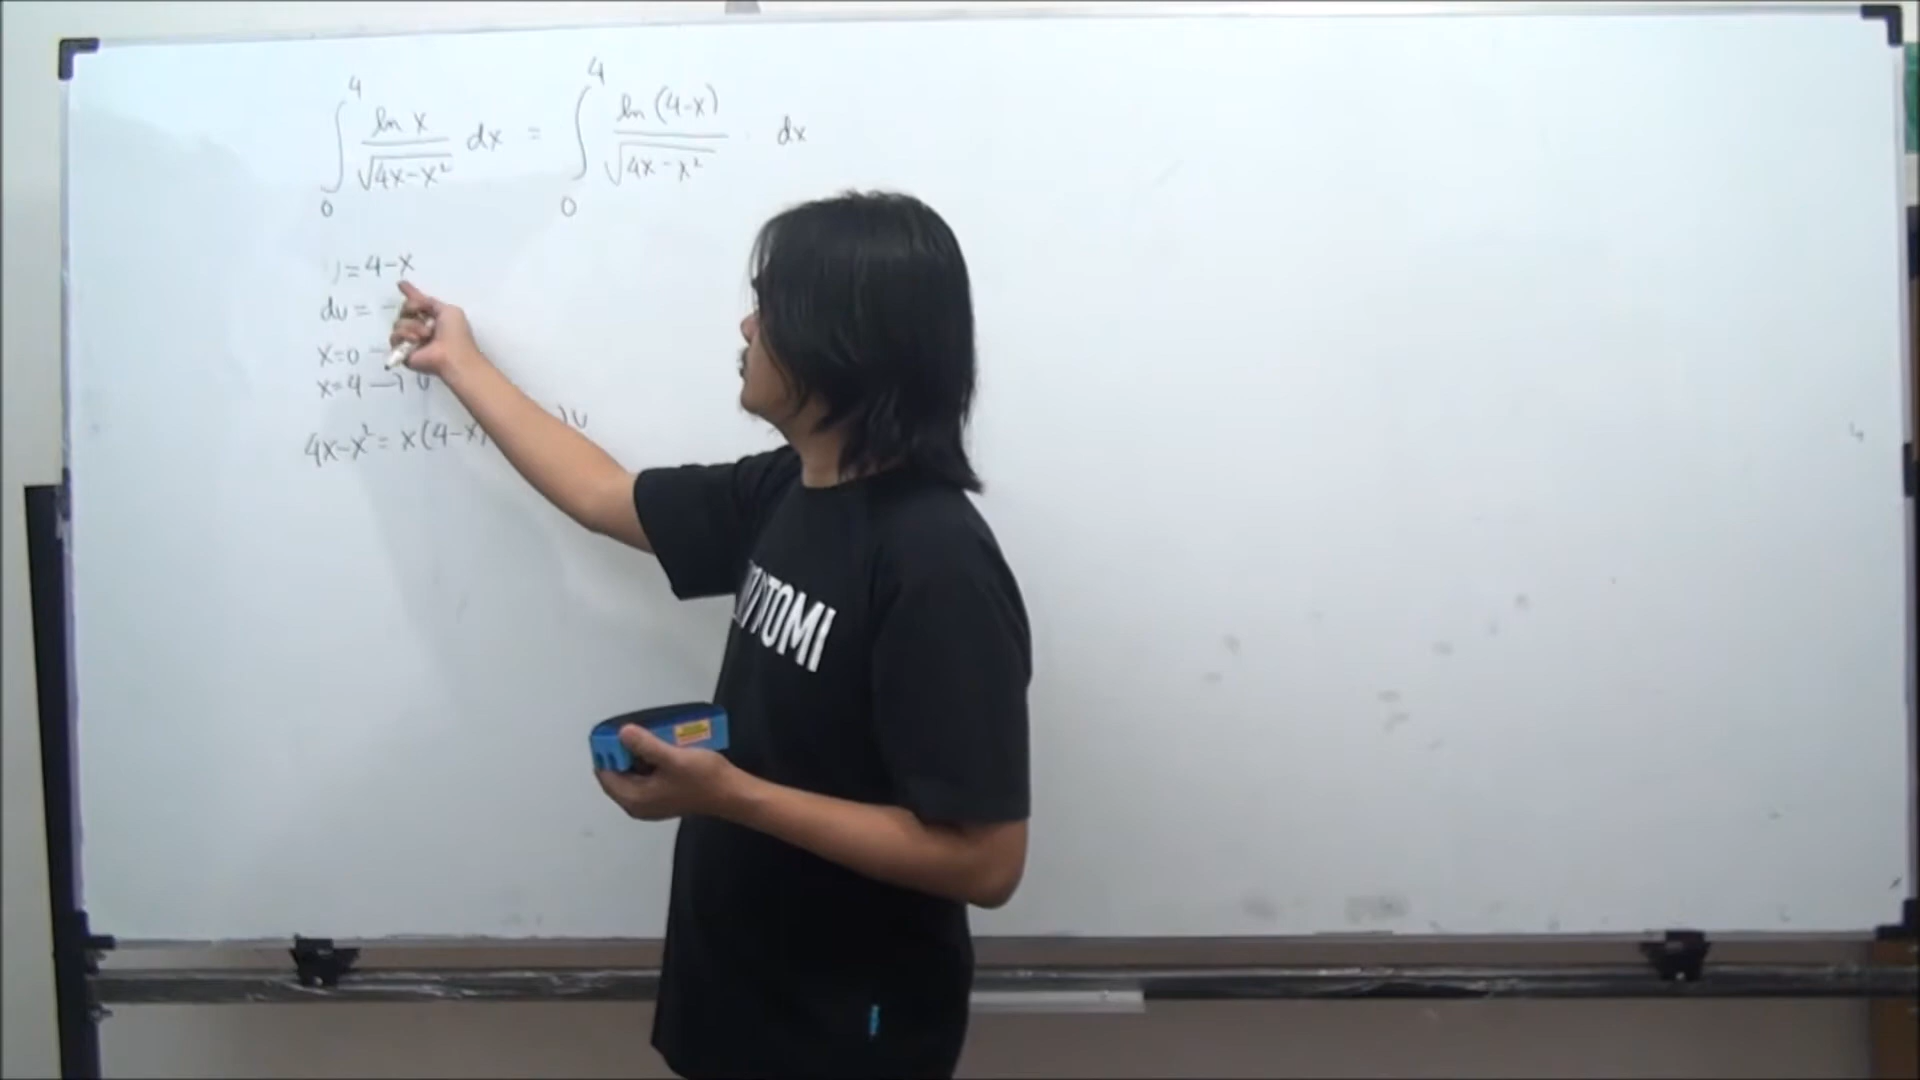 ∫₀⁴ ln x / √(4x-x²) dx = ∫₀⁴ ln (4-x) / √(4x-x²) dx
= 4-x
du = -
x=0
x=4 →
4x-x² = x(4-x)
TOMI